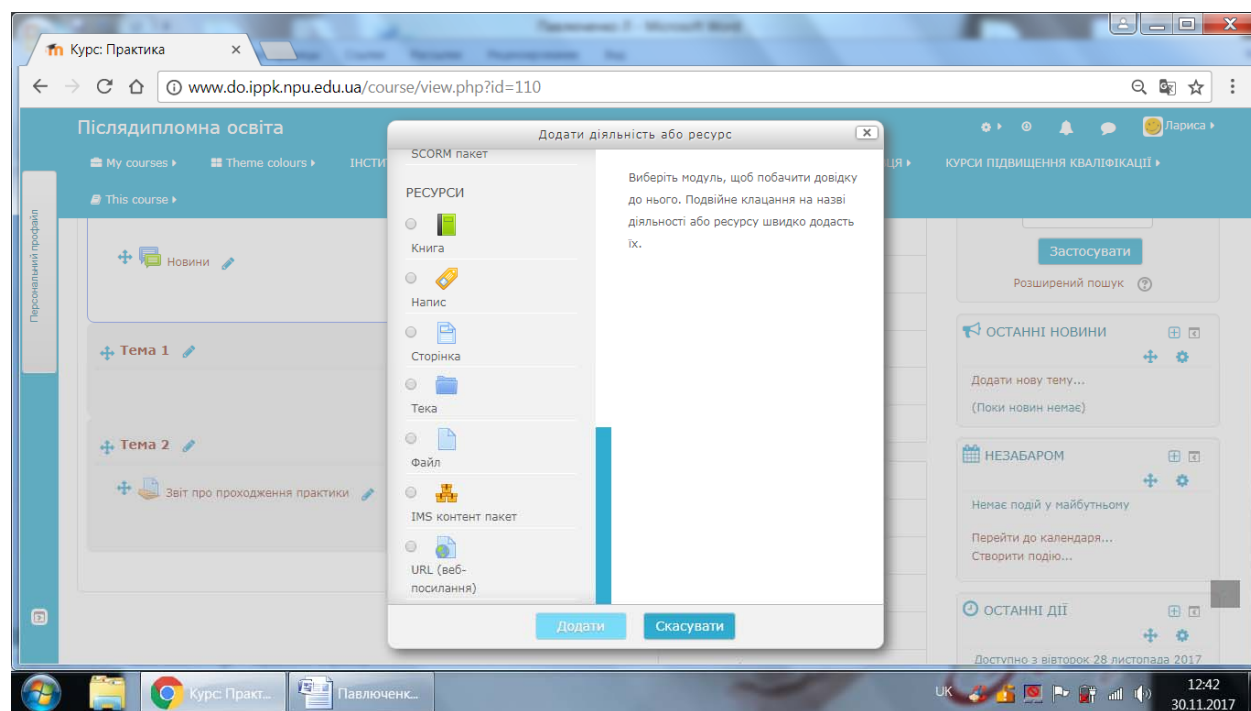 Павлюченко Л - Microsoft Word
Курс: Практика
www.do.ippk.npu.edu.ua/course/view.php?id=110
Післядипломна освіта
Лариса
My courses
Theme colours
ІНСТИ
ЦЯ
КУРСИ ПІДВИЩЕННЯ КВАЛІФІКАЦІЇ
This course
Персональний профайл
Новини
Тема 1
Тема 2
Звіт про проходження практики
Додати діяльність або ресурс
SCORM пакет
РЕСУРСИ
Книга
Напис
Сторінка
Тека
Файл
IMS контент пакет
URL (веб-
посилання)
Виберіть модуль, щоб побачити довідку
до нього. Подвійне клацання на назві
діяльності або ресурсу швидко додасть
їх.
Додати
Скасувати
Застосувати
Розширений пошук
ОСТАННІ НОВИНИ
Додати нову тему...
(Поки новин немає)
НЕЗАБАРОМ
Немає подій у майбутньому
Перейти до календаря...
Створити подію...
ОСТАННІ ДІЇ
Доступно з вівторок 28 листопада 2017
Курс: Практ...
Павлюченк...
UK
12:42
30.11.2017